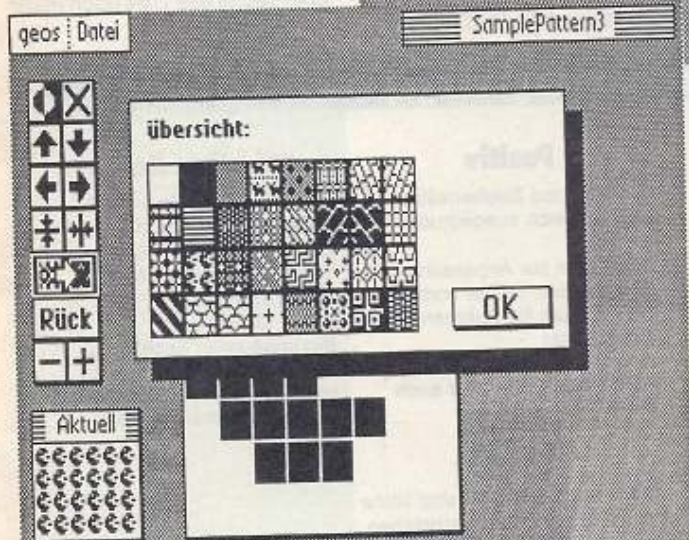 geos Datei
SamplePattern3
übersicht:
OK
Rück
Aktuell